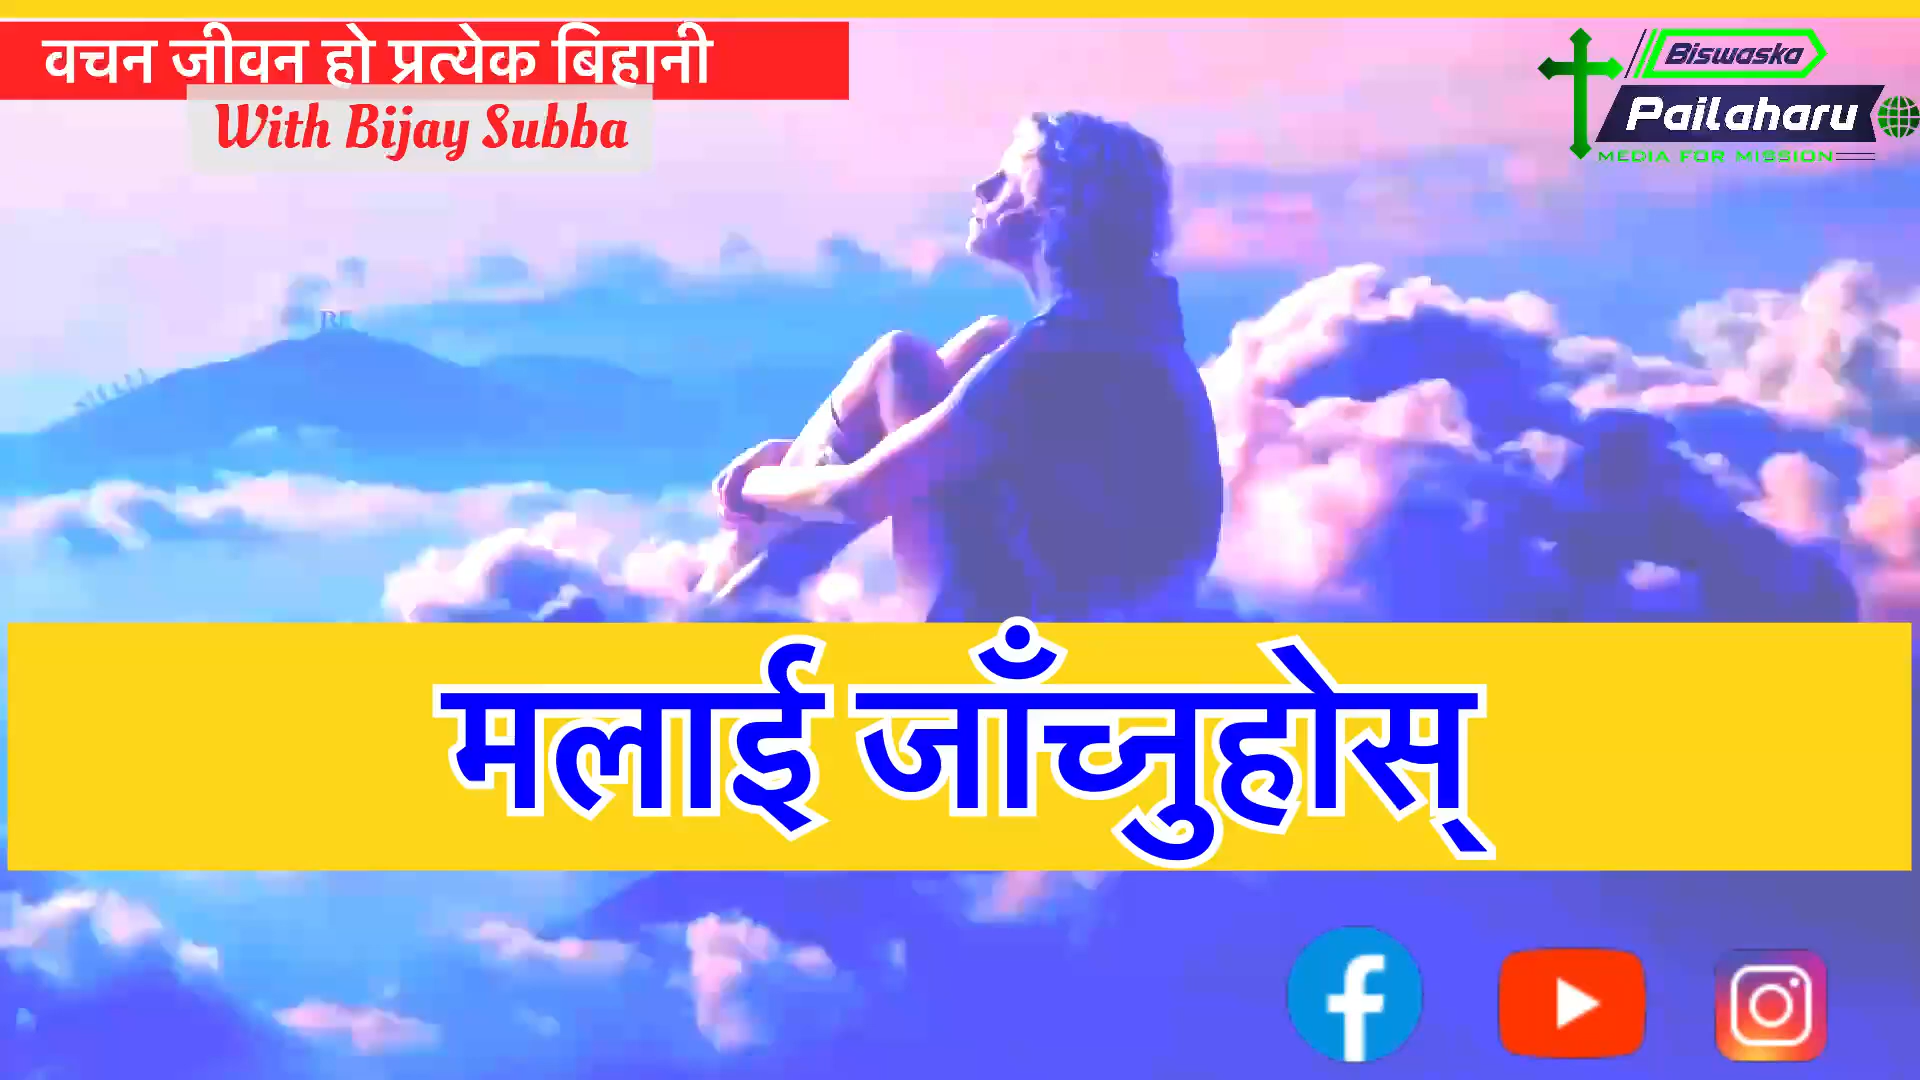 वचन जीवन हो प्रत्येक बिहानी
With Bijay Subba
Biswaska
Pailaharu
MEDIA FOR MISSION
मलाई जाँच्नुहोस्